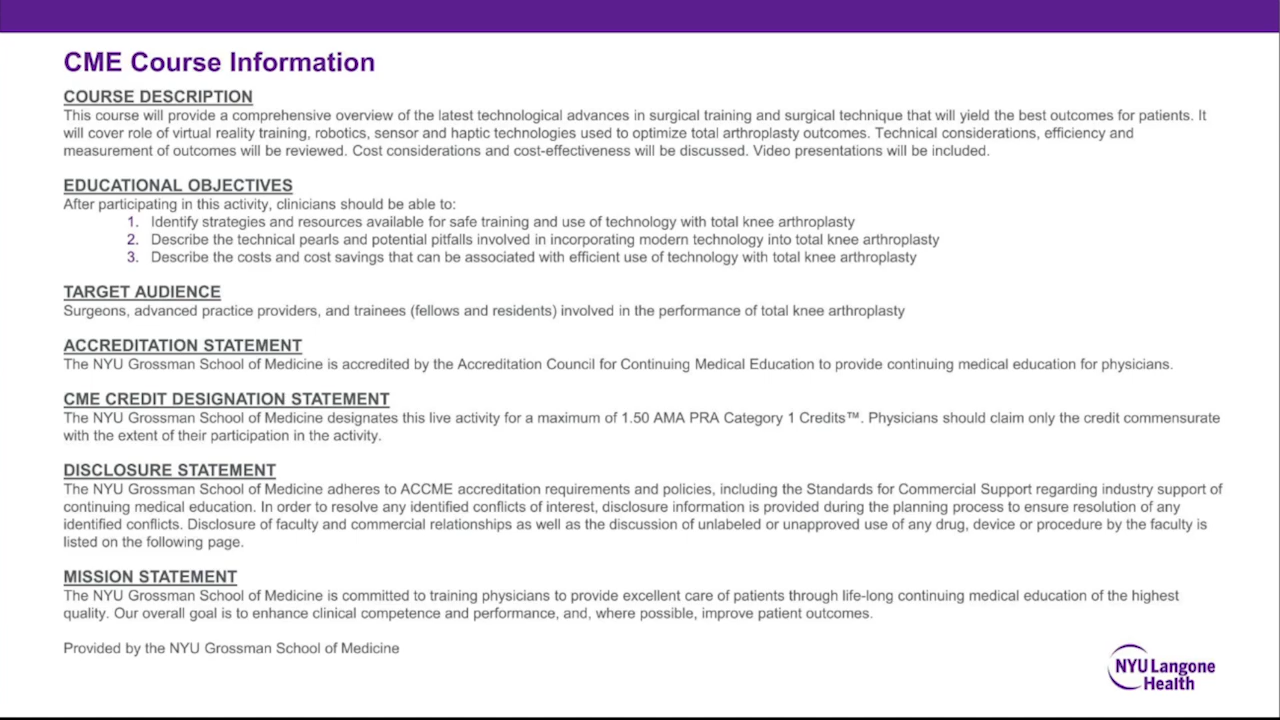 CME Course Information
COURSE DESCRIPTION
This course will provide a comprehensive overview of the latest technological advances in surgical training and surgical technique that will yield the best outcomes for patients. It
will cover role of virtual reality training, robotics, sensor and haptic technologies used to optimize total arthroplasty outcomes. Technical considerations, efficiency and
measurement of outcomes will be reviewed. Cost considerations and cost-effectiveness will be discussed. Video presentations will be included.
EDUCATIONAL OBJECTIVES
After participating in this activity, clinicians should be able to:
1. Identify strategies and resources available for safe training and use of technology with total knee arthroplasty
2. Describe the technical pearls and potential pitfalls involved in incorporating modern technology into total knee arthroplasty
3. Describe the costs and cost savings that can be associated with efficient use of technology with total knee arthroplasty
TARGET AUDIENCE
Surgeons, advanced practice providers, and trainees (fellows and residents) involved in the performance of total knee arthroplasty
ACCREDITATION STATEMENT
The NYU Grossman School of Medicine is accredited by the Accreditation Council for Continuing Medical Education to provide continuing medical education for physicians.
CME CREDIT DESIGNATION STATEMENT
The NYU Grossman School of Medicine designates this live activity for a maximum of 1.50 AMA PRA Category 1 Credits™. Physicians should claim only the credit commensurate
with the extent of their participation in the activity.
DISCLOSURE STATEMENT
The NYU Grossman School of Medicine adheres to ACCME accreditation requirements and policies, including the Standards for Commercial Support regarding industry support of
continuing medical education. In order to resolve any identified conflicts of interest, disclosure information is provided during the planning process to ensure resolution of any
identified conflicts. Disclosure of faculty and commercial relationships as well as the discussion of unlabeled or unapproved use of any drug, device or procedure by the faculty is
listed on the following page.
MISSION STATEMENT
The NYU Grossman School of Medicine is committed to training physicians to provide excellent care of patients through life-long continuing medical education of the highest
quality. Our overall goal is to enhance clinical competence and performance, and, where possible, improve patient outcomes.
Provided by the NYU Grossman School of Medicine
NYU Langone
Health